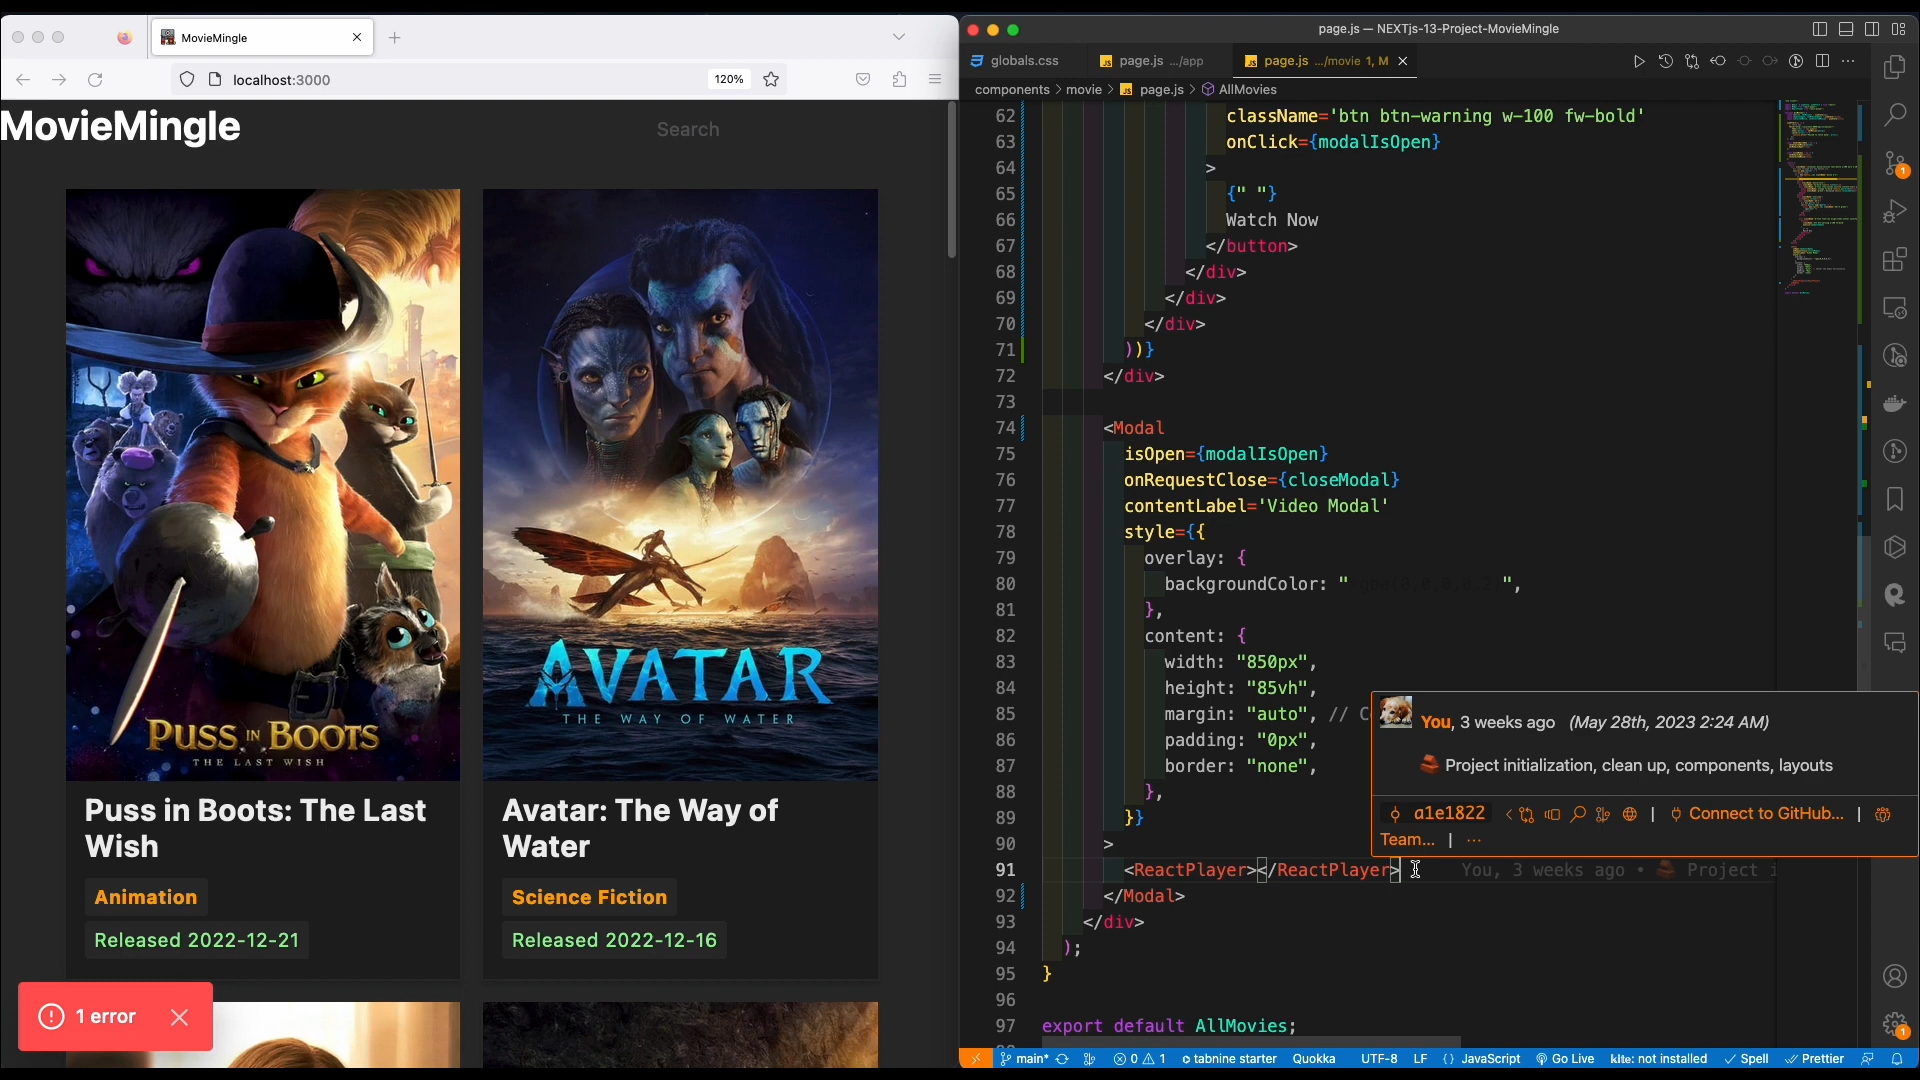 MovieMingle
localhost:3000
120%
MovieMingle
Search
PUSS IN BOOTS
THE LAST WISH
AVATAR
THE WAY OF WATER
Puss in Boots: The Last
Wish
Animation
Released 2022-12-21
Avatar: The Way of
Water
Science Fiction
Released 2022-12-16
1 error
page.js — NEXTjs-13-Project-MovieMingle
globals.css
page.js .../app
page.js .../movie 1, M
components > movie > page.js > AllMovies
62 className='btn btn-warning w-100 fw-bold'
63 onClick={modalIsOpen}
64 >
65 {" "}
66 Watch Now
67 </button>
68 </div>
69 </div>
70 </div>
71 ))}
72 </div>
73
74 <Modal
75 isOpen={modalIsOpen}
76 onRequestClose={closeModal}
77 contentLabel='Video Modal'
78 style={{
79 overlay: {
80 backgroundColor: " ",
81 },
82 content: {
83 width: "850px",
84 height: "85vh",
85 margin: "auto", // C
86 padding: "0px",
87 border: "none",
88 },
89 }}
90 >
91 <ReactPlayer></ReactPlayer> You, 3 weeks ago • Project i
92 </Modal>
93 </div>
94 );
95 }
96
97 export default AllMovies;
You, 3 weeks ago (May 28th, 2023 2:24 AM)
Project initialization, clean up, components, layouts
a1e1822 | Connect to GitHub... |
Team... | ...
1
1
main* 0 1 tabnine starter Quokka UTF-8 LF {} JavaScript Go Live kite: not installed Spell Prettier